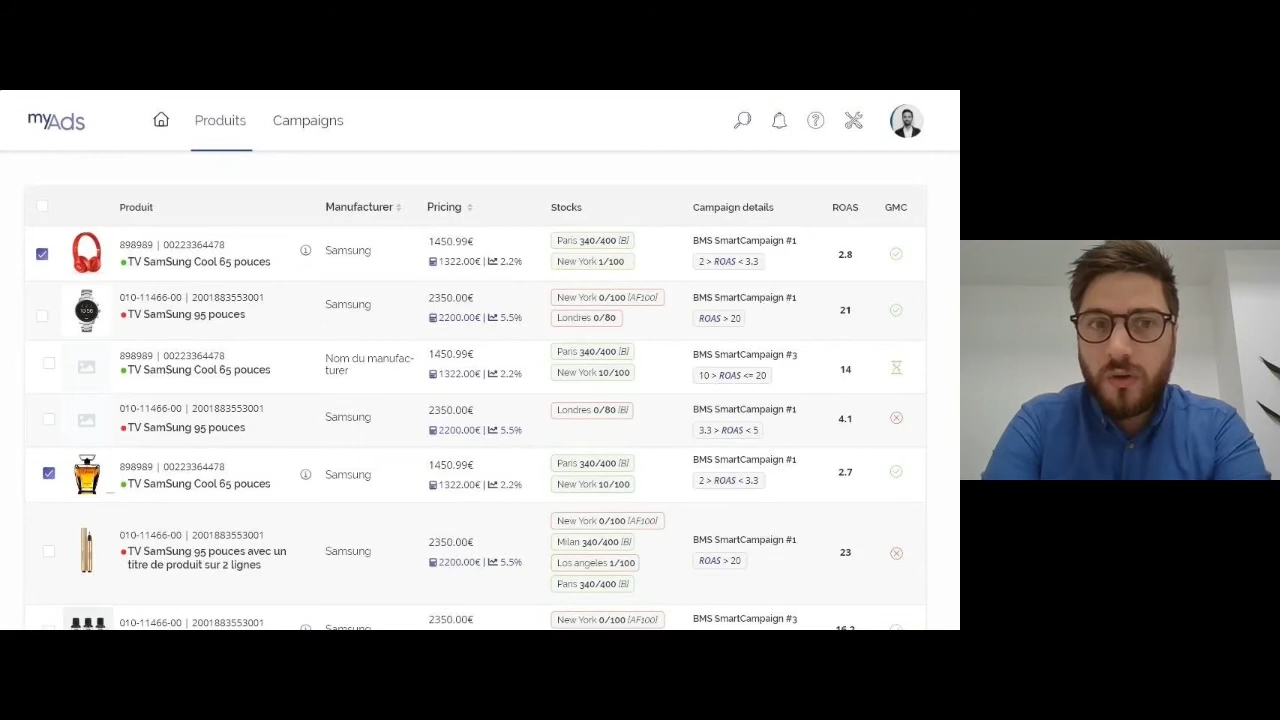 myAds Produits Campaigns
Produit Manufacturer Pricing Stocks Campaign details ROAS GMC
898989 | 00223364478
TV SamSung Cool 65 pouces
Samsung
1450.99€
1322.00€ | 2.2%
Paris 340/400 [B]
New York 1/100
BMS SmartCampaign #1
2 > ROAS < 3.3
2.8
010-11466-00 | 2001883553001
TV SamSung 95 pouces
Samsung
2350.00€
2200.00€ | 5.5%
New York 0/100 [AF100]
Londres 0/80
BMS SmartCampaign #1
ROAS > 20
21
898989 | 00223364478
TV SamSung Cool 65 pouces
Nom du manufac-
turer
1450.99€
1322.00€ | 2.2%
Paris 340/400 [B]
New York 10/100
BMS SmartCampaign #3
10 > ROAS <= 20
14
010-11466-00 | 2001883553001
TV SamSung 95 pouces
Samsung
2350.00€
2200.00€ | 5.5%
Londres 0/80 [B]
BMS SmartCampaign #1
3.3 > ROAS < 5
4.1
898989 | 00223364478
TV SamSung Cool 65 pouces
Samsung
1450.99€
1322.00€ | 2.2%
Paris 340/400 [B]
New York 10/100
BMS SmartCampaign #1
2 > ROAS < 3.3
2.7
010-11466-00 | 2001883553001
TV SamSung 95 pouces avec un
titre de produit sur 2 lignes
Samsung
2350.00€
2200.00€ | 5.5%
New York 0/100 [AF100]
Milan 340/400 [B]
Los angeles 1/100
Paris 340/400 [B]
BMS SmartCampaign #1
ROAS > 20
23
010-11466-00 | 2001883553001
Samsung
2350.00€
New York 0/100 [AF100]
BMS SmartCampaign #3